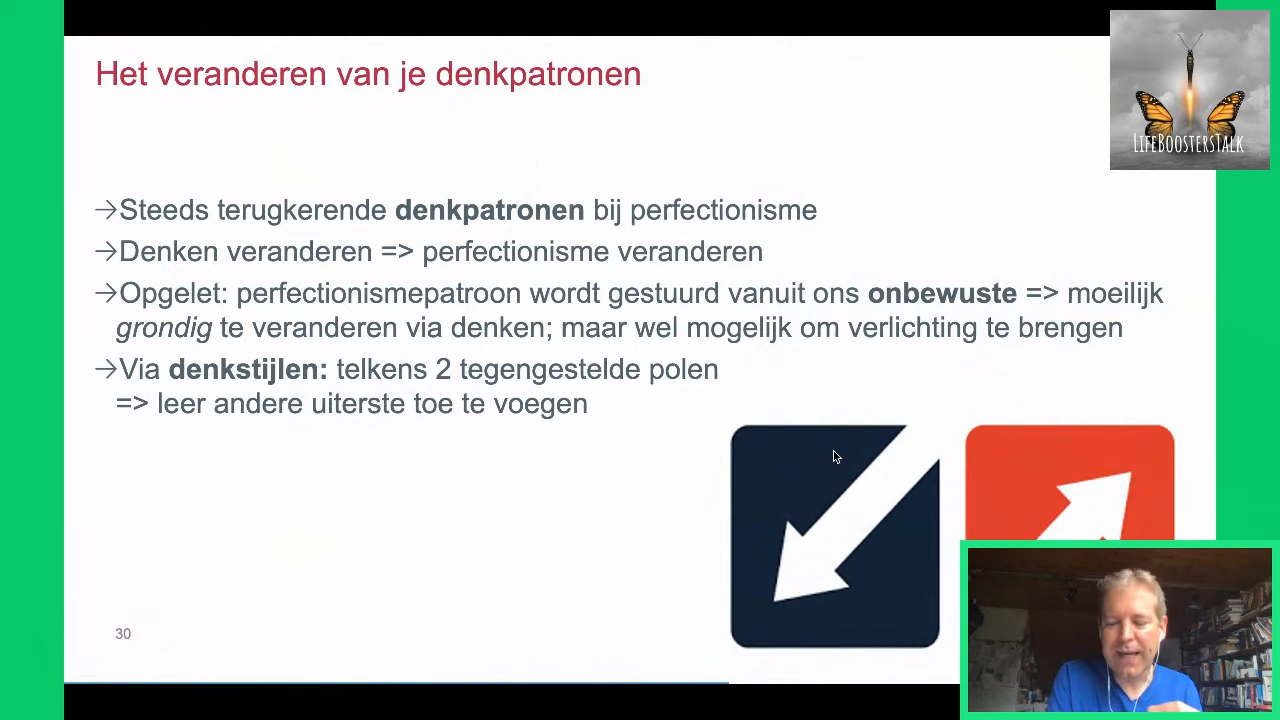 Het veranderen van je denkpatronen
LIFEBOOSTERSTALK
→Steeds terugkerende denkpatronen bij perfectionisme
→Denken veranderen => perfectionisme veranderen
→Opgelet: perfectionismepatroon wordt gestuurd vanuit ons onbewuste => moeilijk
grondig te veranderen via denken; maar wel mogelijk om verlichting te brengen
→Via denkstijlen: telkens 2 tegengestelde polen
=> leer andere uiterste toe te voegen
30